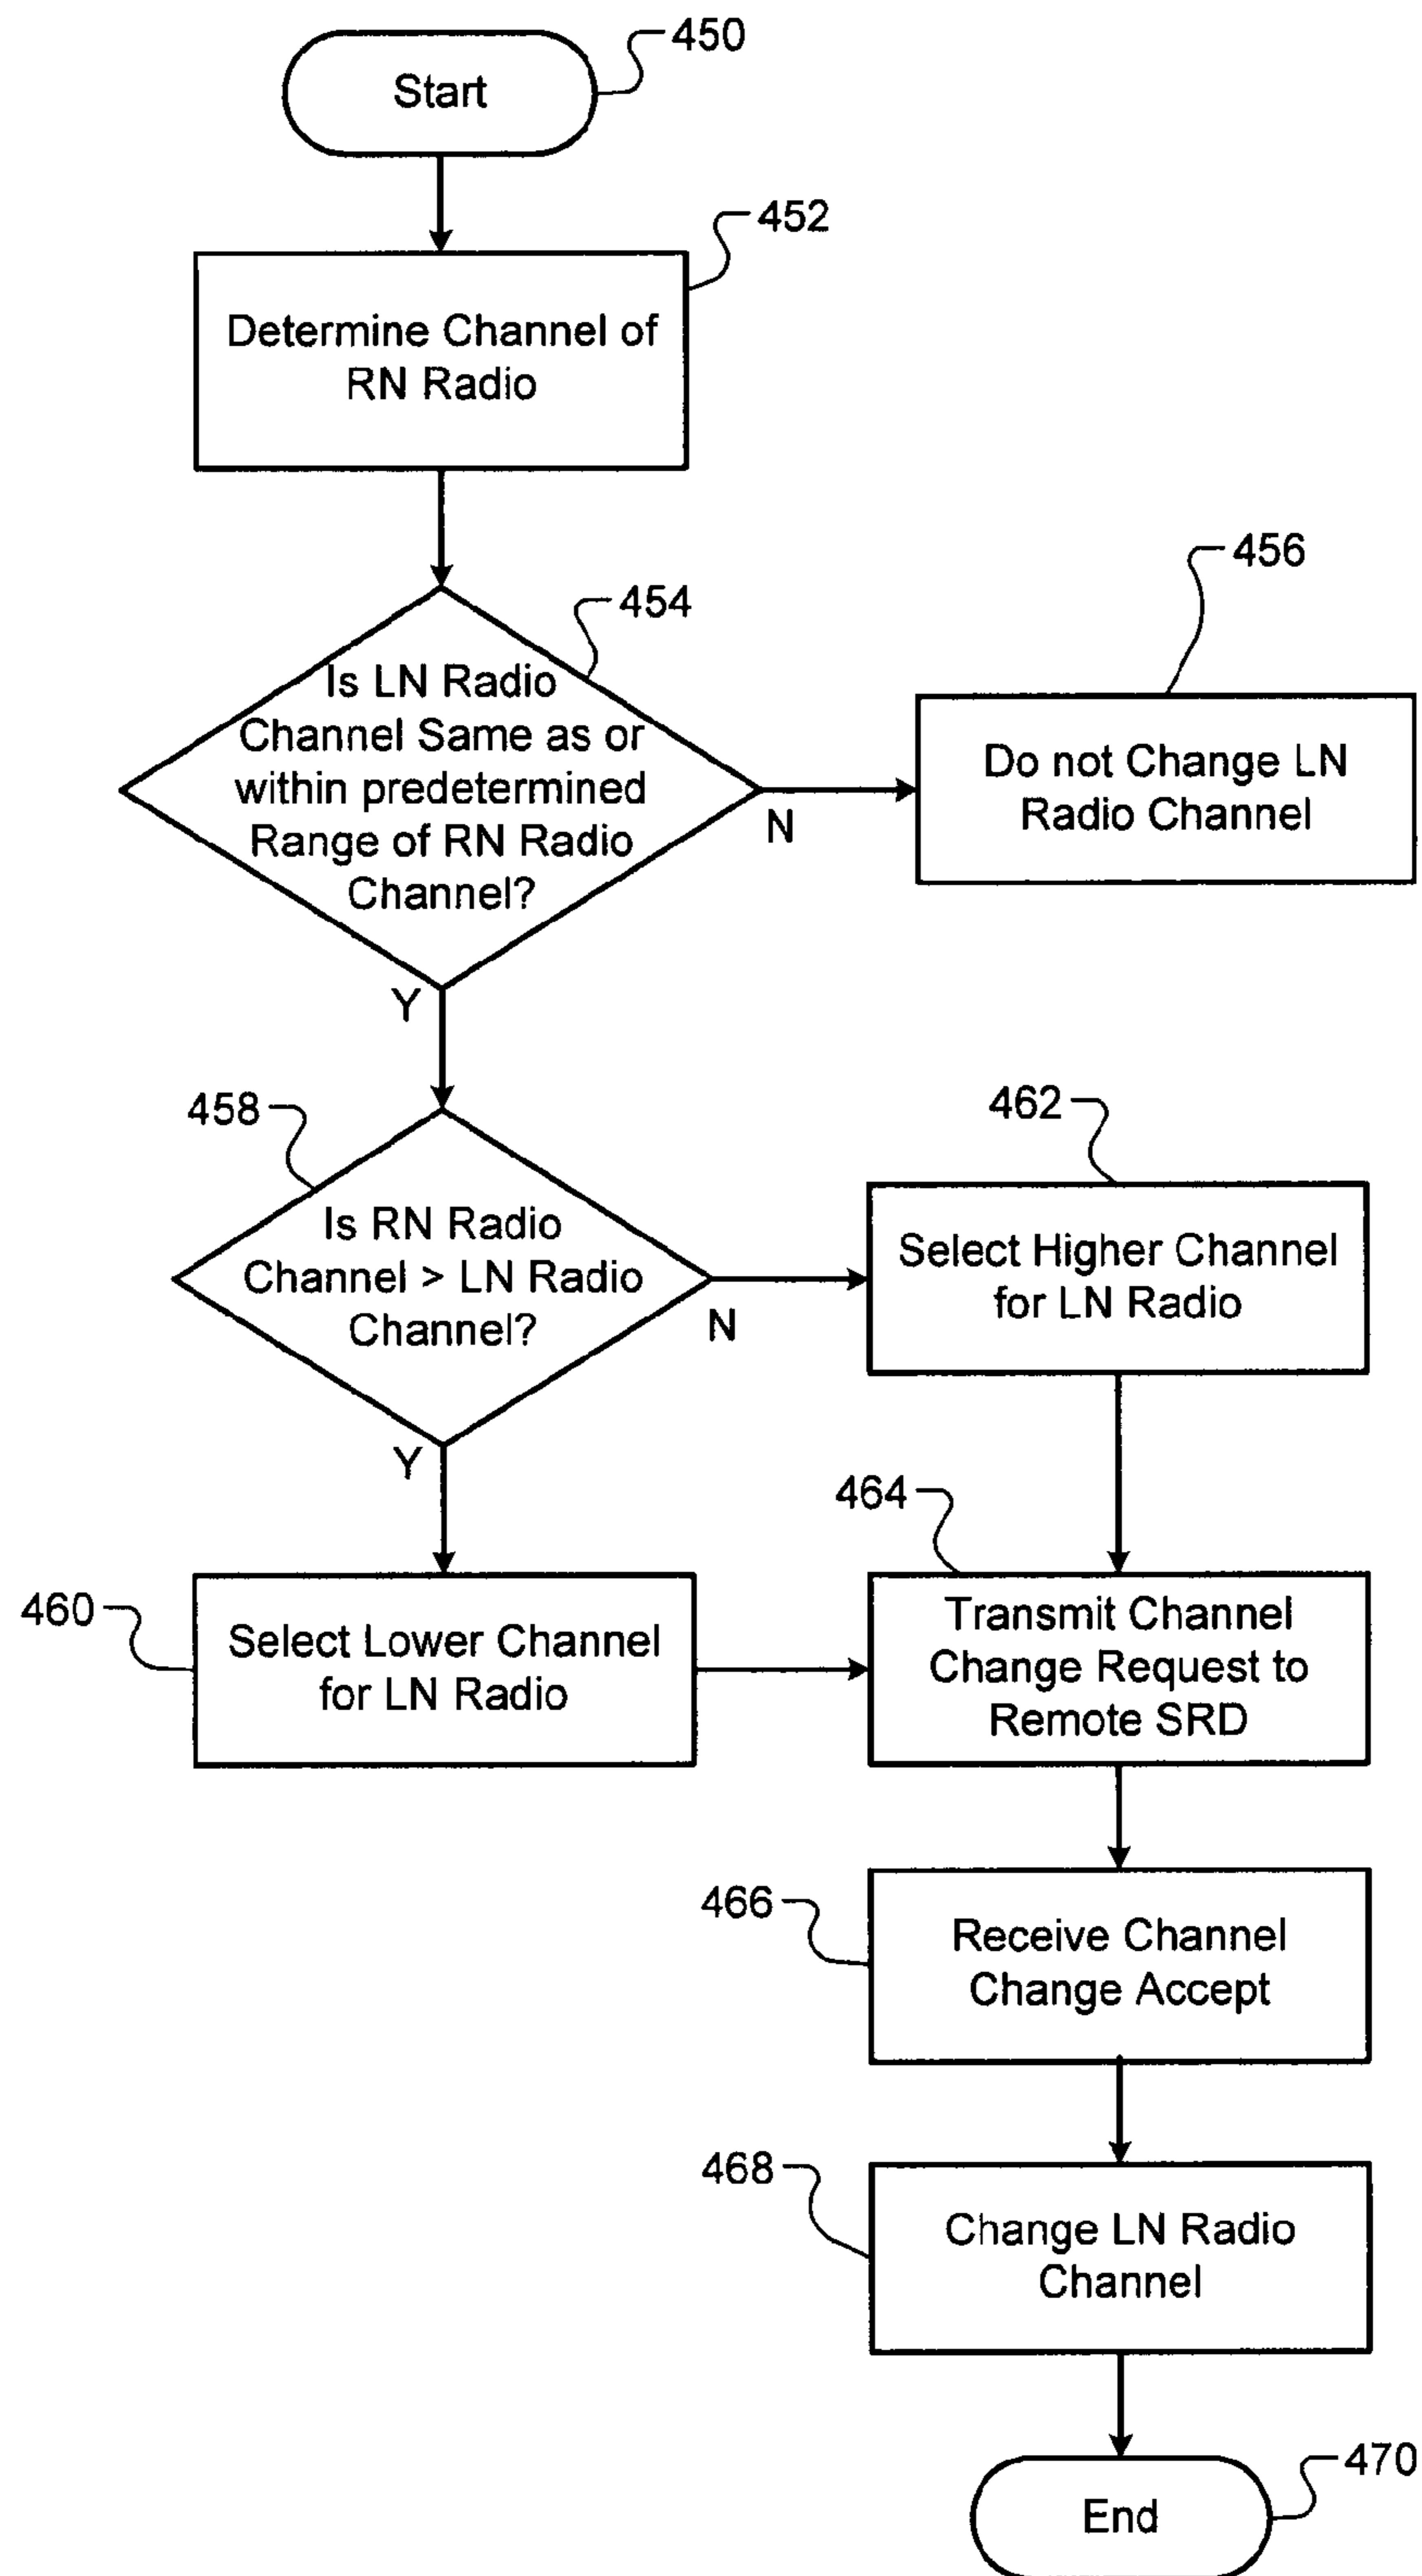 450
Start
452
Determine Channel of
RN Radio
454
Is LN Radio
Channel Same as or
within predetermined
Range of RN Radio
Channel?
N
Y
456
Do not Change LN
Radio Channel
458
Is RN Radio
Channel > LN Radio
Channel?
N
Y
462
Select Higher Channel
for LN Radio
460
Select Lower Channel
for LN Radio
464
Transmit Channel
Change Request to
Remote SRD
466
Receive Channel
Change Accept
468
Change LN Radio
Channel
470
End